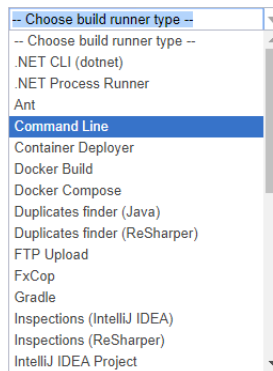 -- Choose build runner type --
-- Choose build runner type --
.NET CLI (dotnet)
.NET Process Runner
Ant
Command Line
Container Deployer
Docker Build
Docker Compose
Duplicates finder (Java)
Duplicates finder (ReSharper)
FTP Upload
FxCop
Gradle
Inspections (IntelliJ IDEA)
Inspections (ReSharper)
IntelliJ IDEA Project